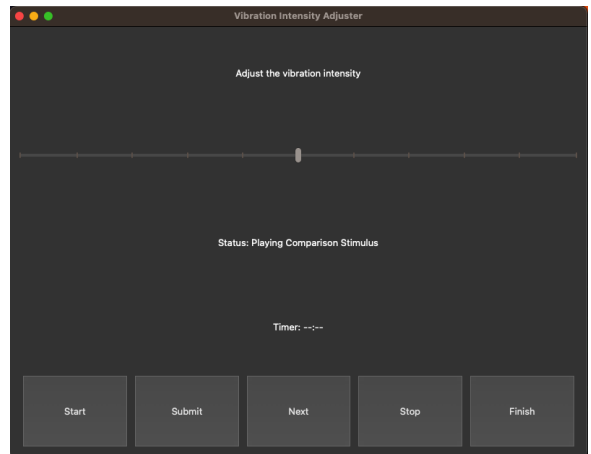 Vibration Intensity Adjuster
Adjust the vibration intensity
Status: Playing Comparison Stimulus
Timer: --:--
Start Submit Next Stop Finish